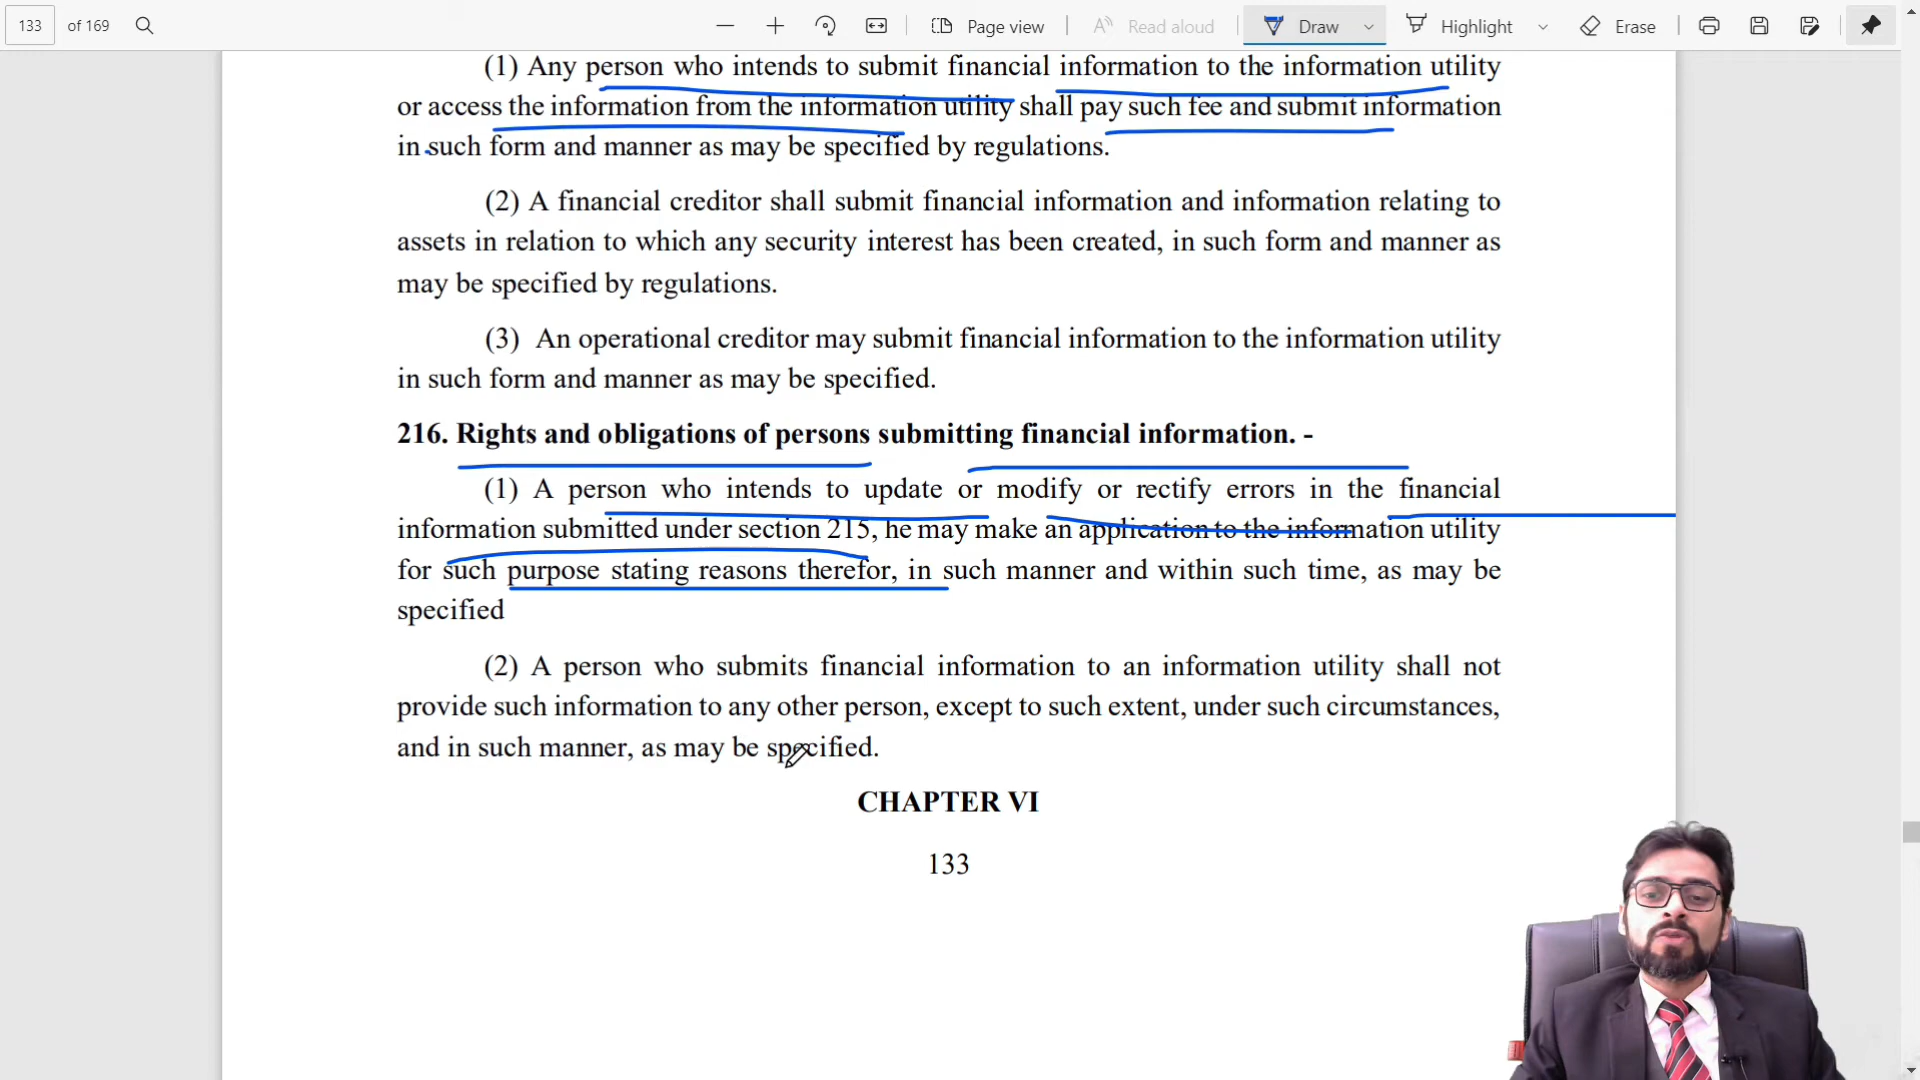 133 of 169 Page view Read aloud Draw Highlight Erase
(1) Any person who intends to submit financial information to the information utility
or access the information from the information utility shall pay such fee and submit information
in such form and manner as may be specified by regulations.
(2) A financial creditor shall submit financial information and information relating to
assets in relation to which any security interest has been created, in such form and manner as
may be specified by regulations.
(3) An operational creditor may submit financial information to the information utility
in such form and manner as may be specified.
216. Rights and obligations of persons submitting financial information. -
(1) A person who intends to update or modify or rectify errors in the financial
information submitted under section 215, he may make an application to the information utility
for such purpose stating reasons therefor, in such manner and within such time, as may be
specified
(2) A person who submits financial information to an information utility shall not
provide such information to any other person, except to such extent, under such circumstances,
and in such manner, as may be specified.
CHAPTER VI
133